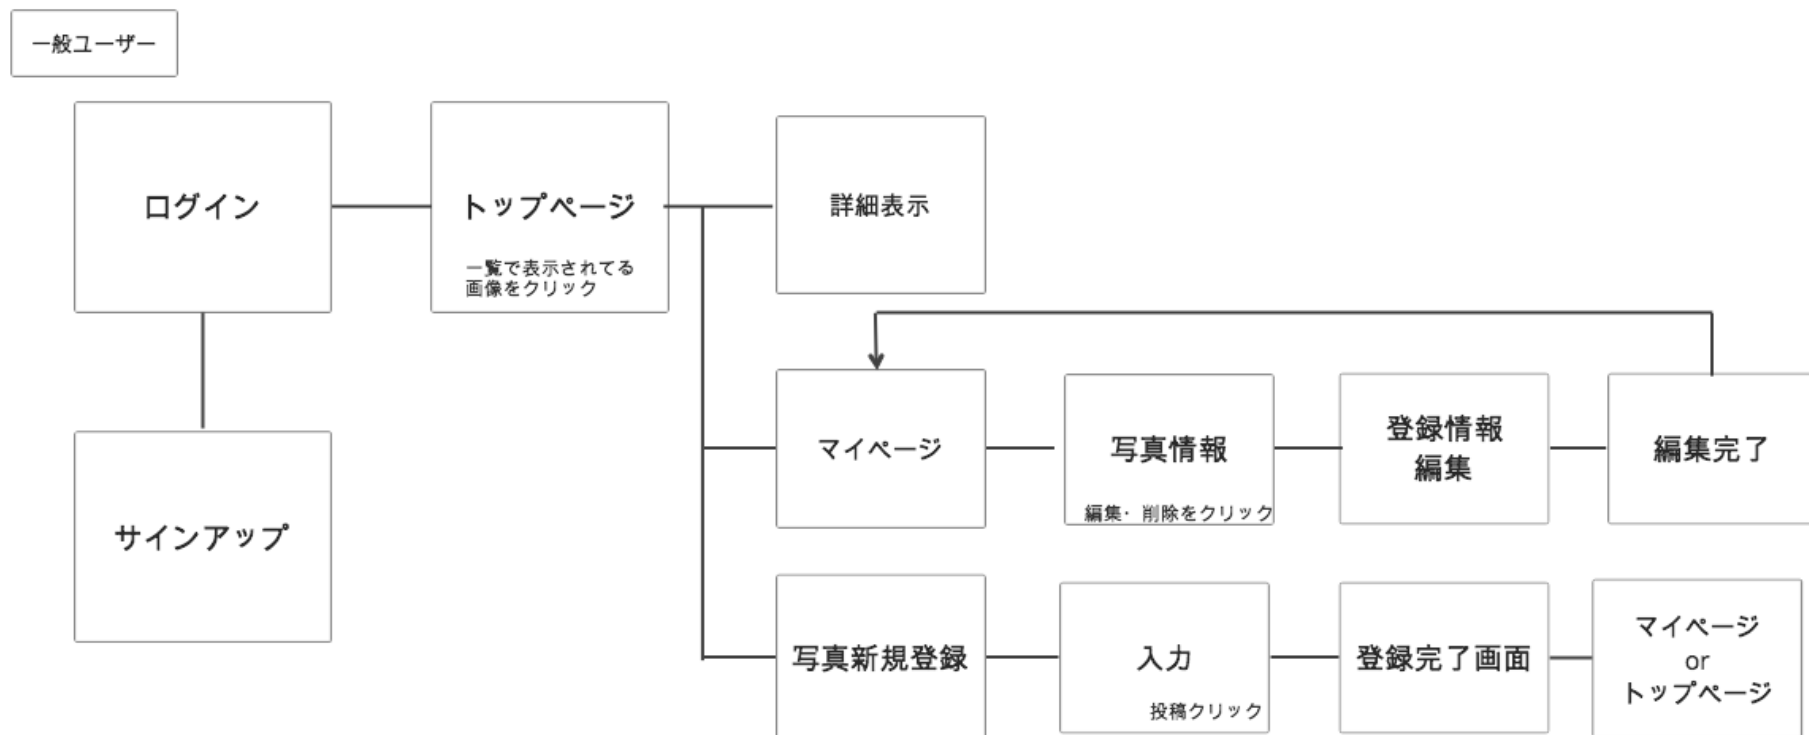 一般ユーザー
ログイン
トップページ
一覧で表示されてる
画像をクリック
詳細表示
サインアップ
マイページ
写真情報
編集・削除をクリック
登録情報
編集
編集完了
写真新規登録
入力
投稿クリック
登録完了画面
マイページ
or
トップページ